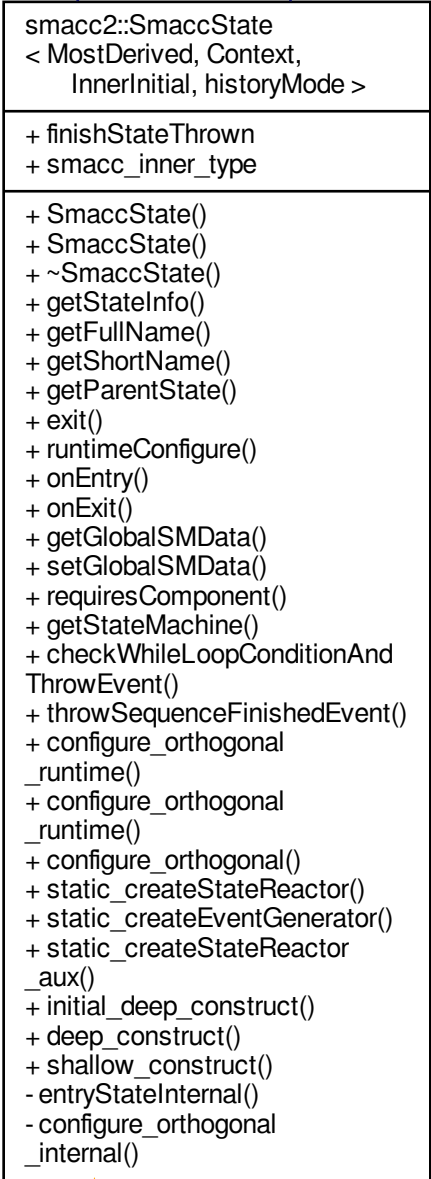 smacc2::SmaccState
< MostDerived, Context,
InnerInitial, historyMode >
+ finishStateThrown
+ smacc_inner_type
+ SmaccState()
+ SmaccState()
+ ~SmaccState()
+ getStateInfo()
+ getFullName()
+ getShortName()
+ getParentState()
+ exit()
+ runtimeConfigure()
+ onEntry()
+ onExit()
+ getGlobalSMData()
+ setGlobalSMData()
+ requiresComponent()
+ getStateMachine()
+ checkWhileLoopConditionAnd
ThrowEvent()
+ throwSequenceFinishedEvent()
+ configure_orthogonal
_runtime()
+ configure_orthogonal
_runtime()
+ configure_orthogonal()
+ static_createStateReactor()
+ static_createEventGenerator()
+ static_createStateReactor
_aux()
+ initial_deep_construct()
+ deep_construct()
+ shallow_construct()
- entryStateInternal()
- configure_orthogonal
_internal()